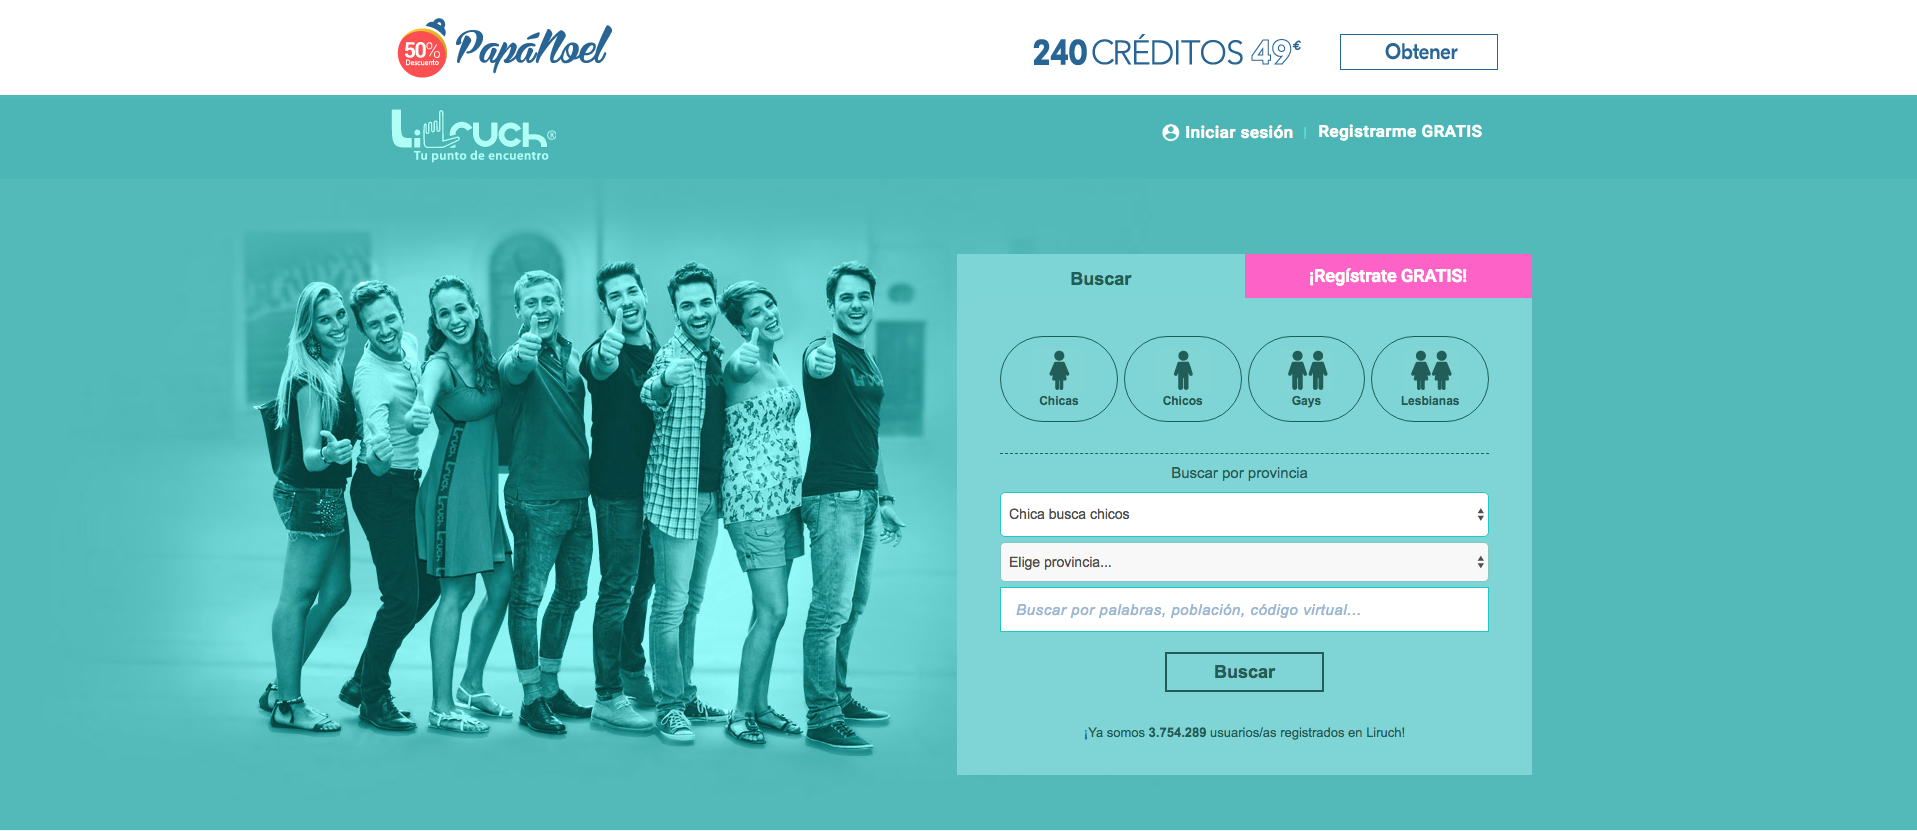 50%
Descuento
PapáNoel
240 CRÉDITOS 49€
Obtener
Liruch®
Tu punto de encuentro
Iniciar sesión
Registrarme GRATIS
Buscar
¡Regístrate GRATIS!
Chicas
Chicos
Gays
Lesbianas
Buscar por provincia
Chica busca chicos
Elige provincia...
Buscar por palabras, población, código virtual...
Buscar
¡Ya somos 3.754.289 usuarios/as registrados en Liruch!
Liruch
Liruch